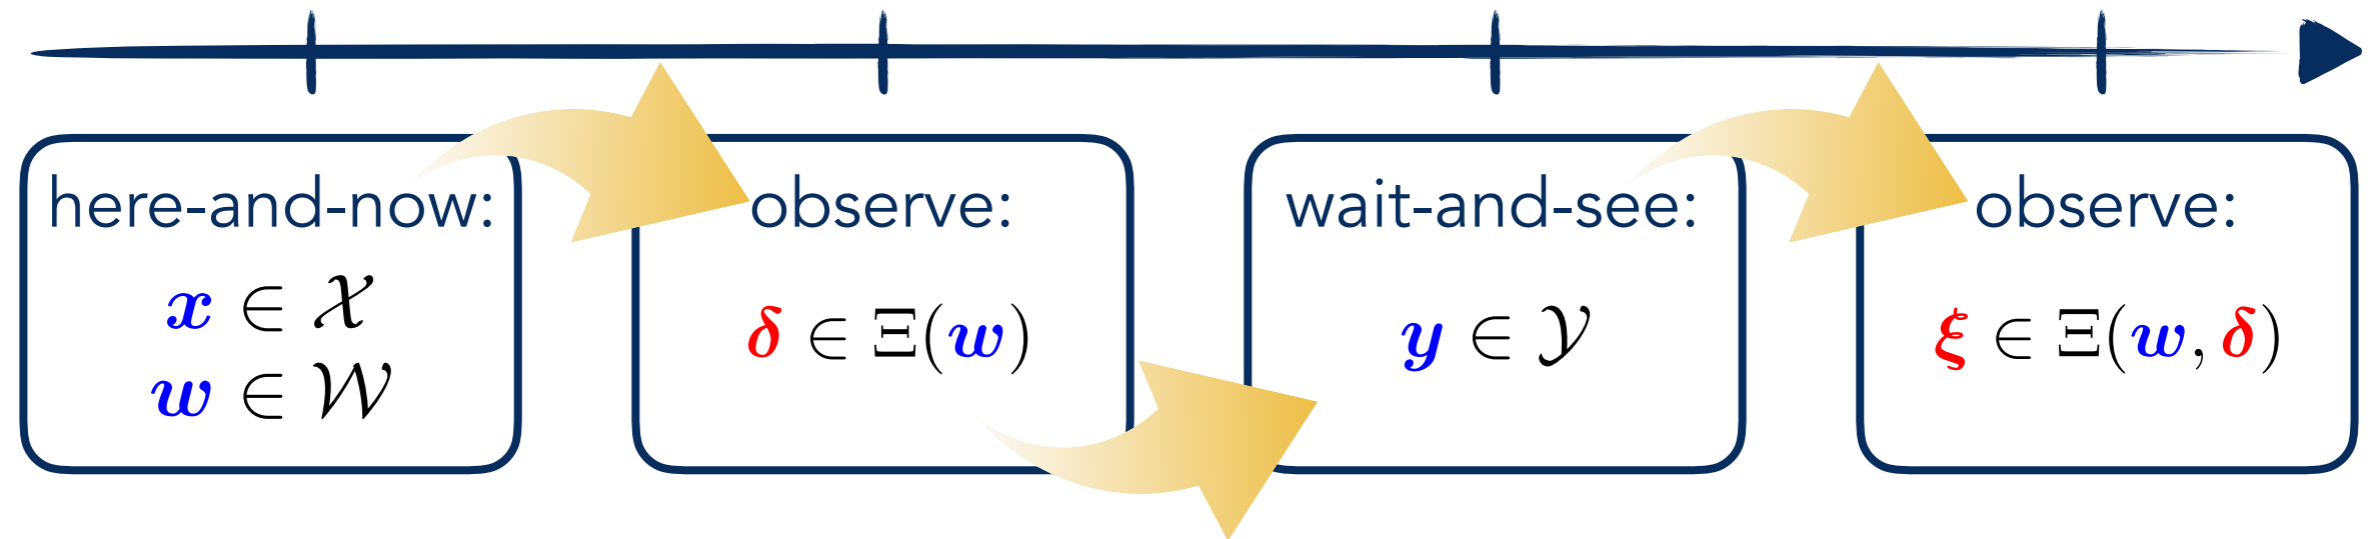 here-and-now:
x ∈ 𝒳
w ∈ 𝒲
observe:
δ ∈ Ξ(w)
wait-and-see:
y ∈ 𝒴
observe:
ξ ∈ Ξ(w, δ)